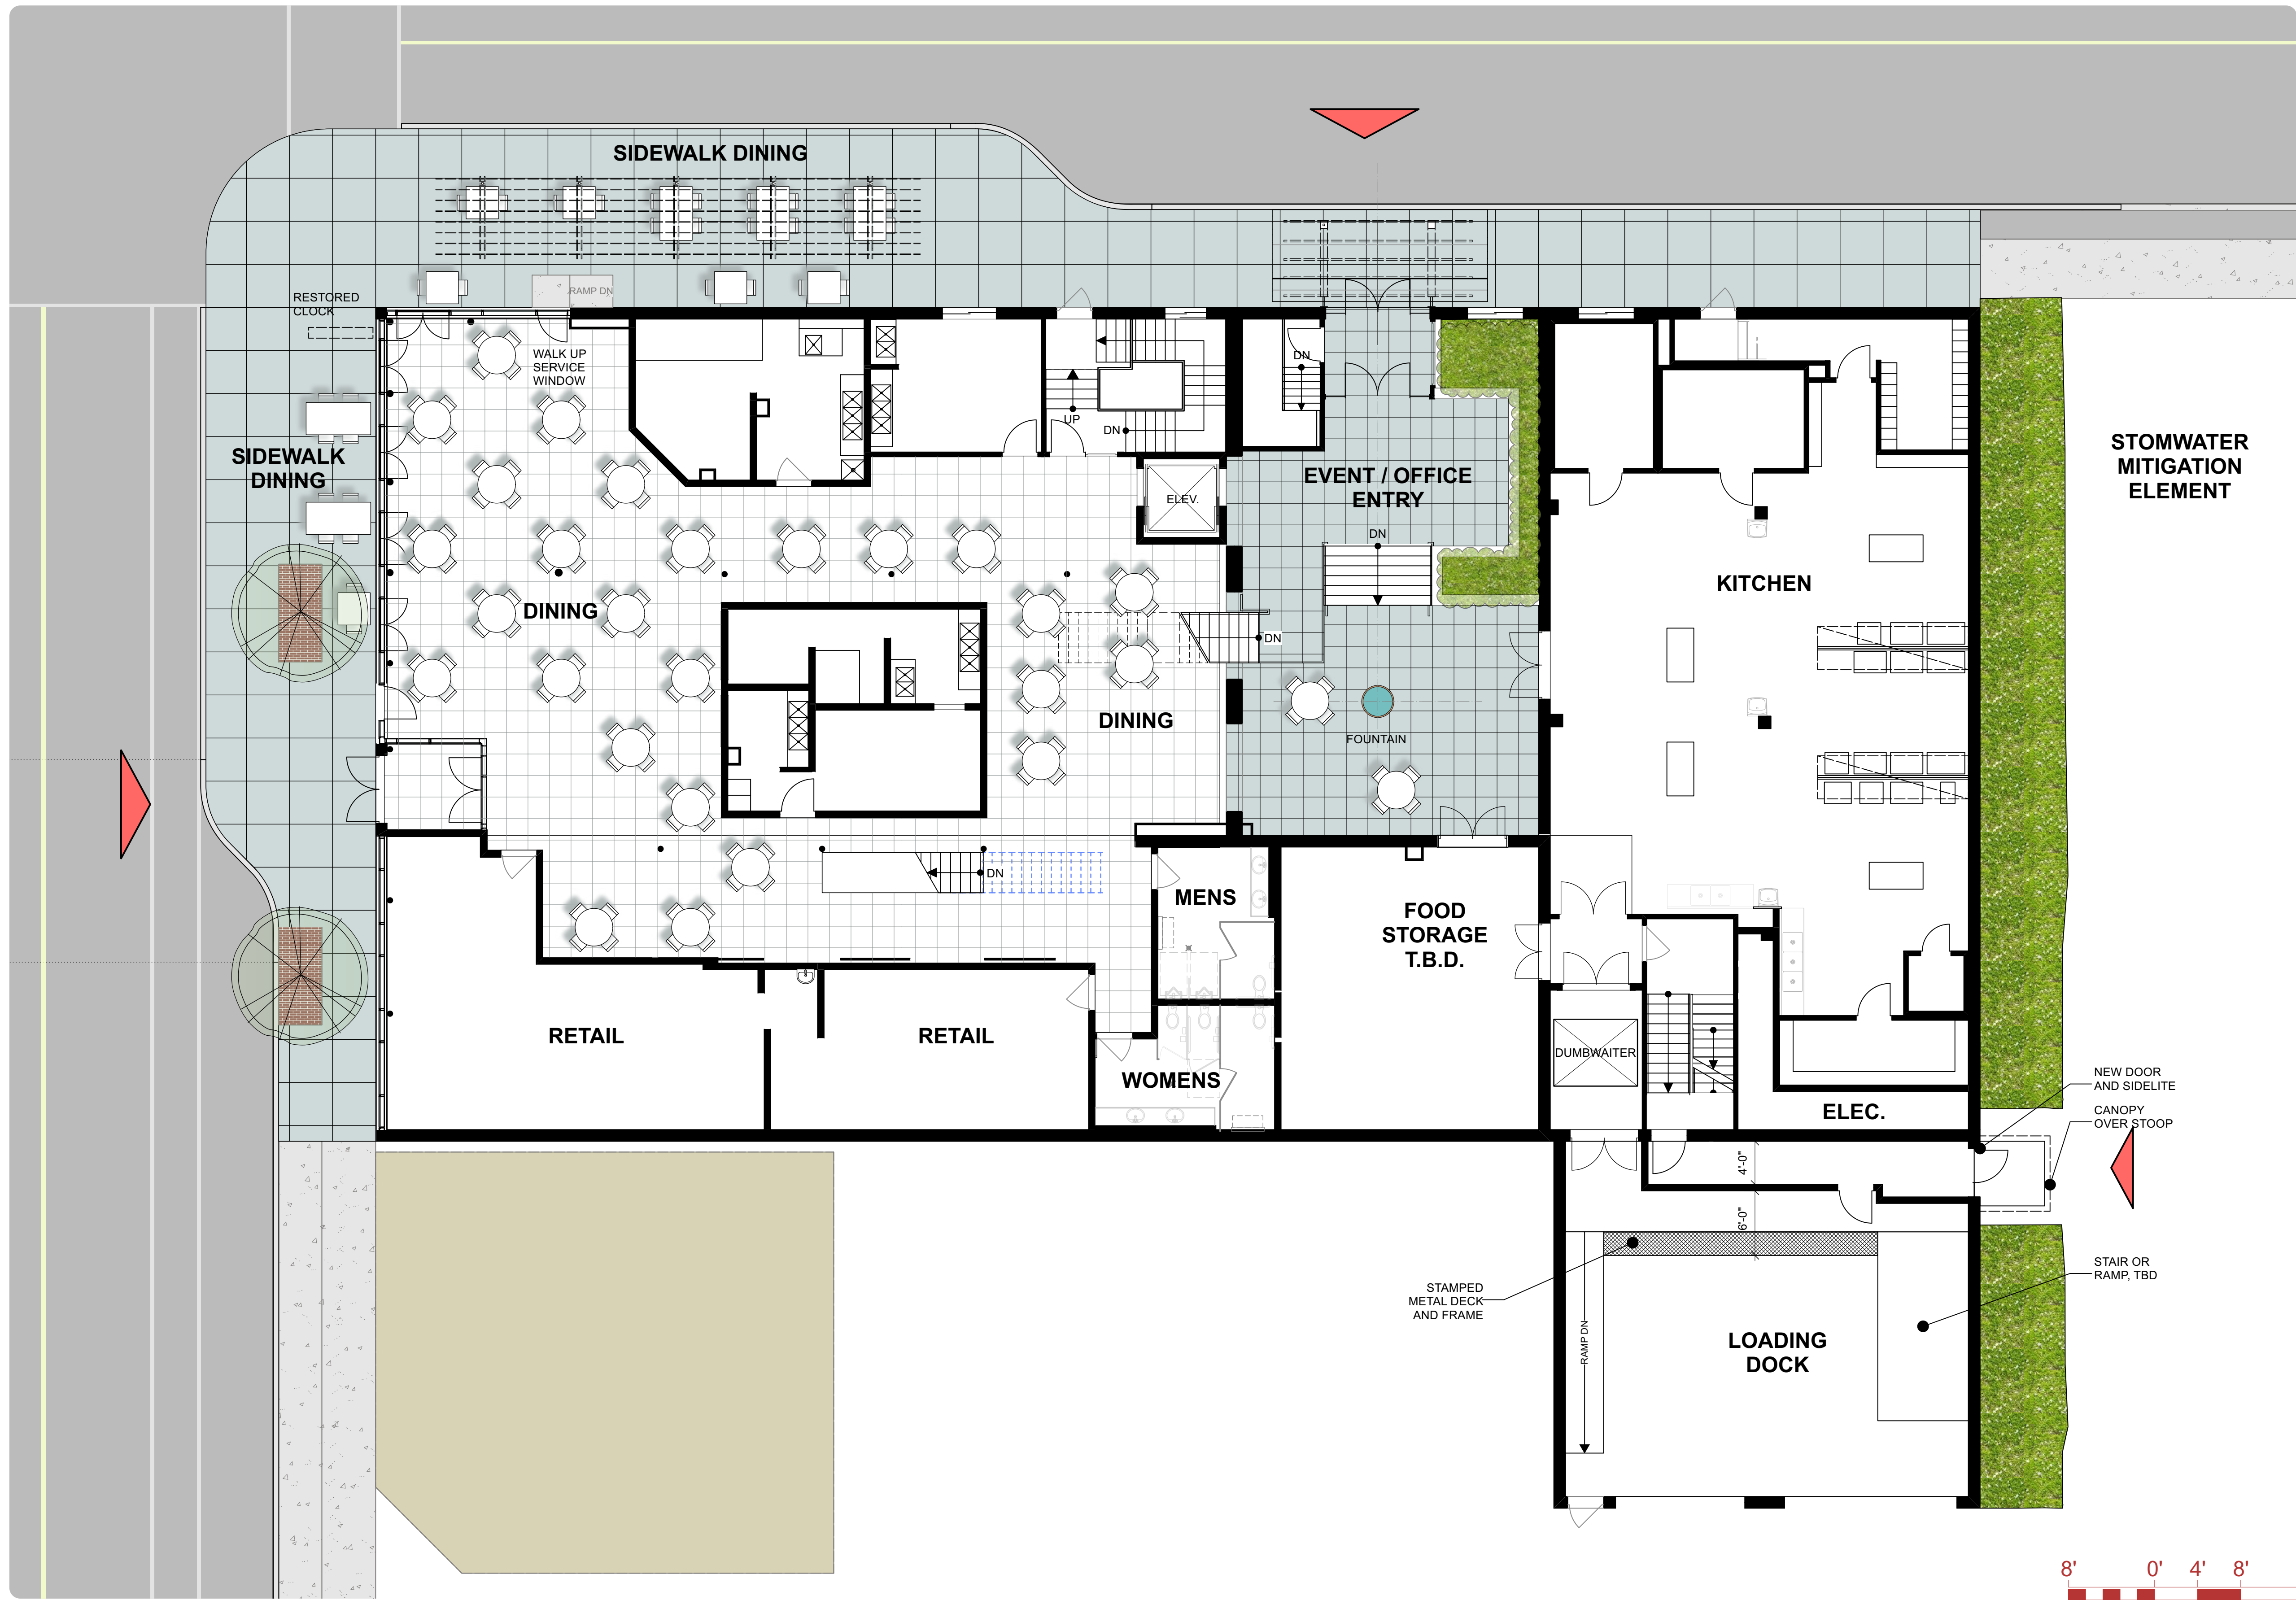 SIDEWALK DINING
RAMP DN
RESTORED
CLOCK
WALK UP
SERVICE
WINDOW
DN
UP
DN
SIDEWALK
DINING
STOMWATER
MITIGATION
ELEMENT
EVENT / OFFICE
ENTRY
ELEV.
DN
KITCHEN
DINING
DN
DINING
FOUNTAIN
DN
MENS
FOOD
STORAGE
T.B.D.
RETAIL
RETAIL
DUMBWAITER
WOMENS
ELEC.
NEW DOOR
AND SIDELITE
CANOPY
OVER STOOP
4'-0"
6'-0"
STAMPED
METAL DECK
AND FRAME
STAIR OR
RAMP, TBD
RAMP DN
LOADING
DOCK
8' 0' 4' 8'